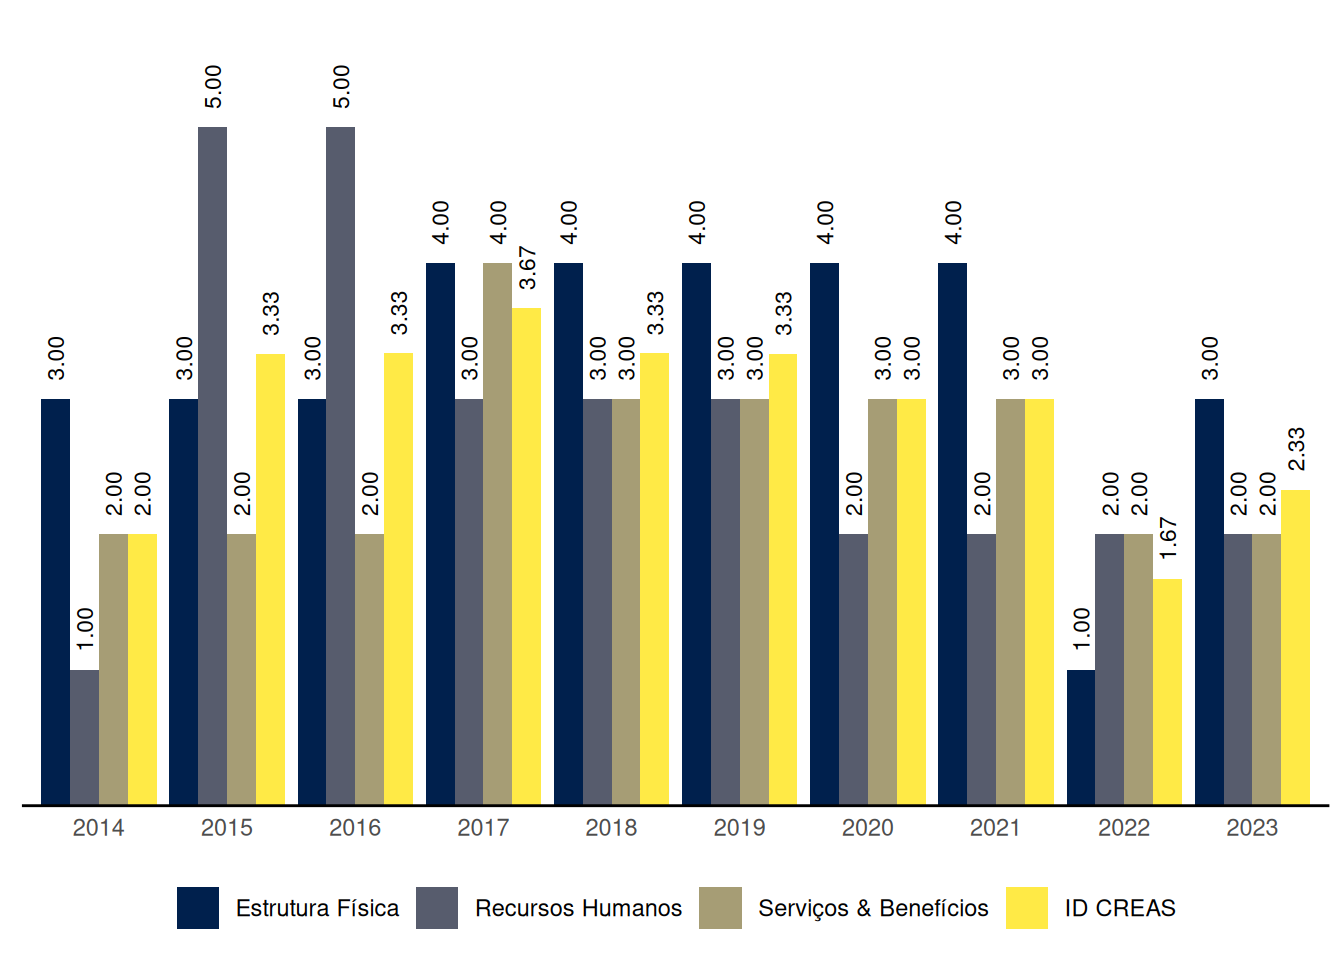 5.00 5.00
4.00 4.00 4.00 4.00 4.00 4.00
3.67
3.33 3.33 3.33 3.33
3.00 3.00 3.00 3.00 3.00 3.00 3.00 3.00 3.00 3.00 3.00 3.00 3.00
2.33
2.00 2.00 2.00 2.00 2.00 2.00 2.00 2.00 2.00 2.00
1.67
1.00 1.00
2014 2015 2016 2017 2018 2019 2020 2021 2022 2023
Estrutura Física Recursos Humanos Serviços & Benefícios ID CREAS